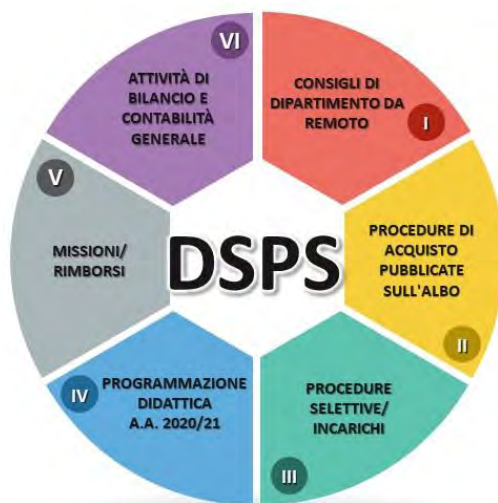 VI
ATTIVITÀ DI
BILANCIO E
CONTABILITÀ
GENERALE
CONSIGLI DI
DIPARTIMENTO DA
REMOTO
I
V
MISSIONI/
RIMBORSI
DSPS
PROCEDURE DI
ACQUISTO
PUBBLICATE
SULL'ALBO
II
IV
PROGRAMMAZIONE
DIDATTICA
A.A. 2020/21
PROCEDURE
SELETTIVE/
INCARICHI
III